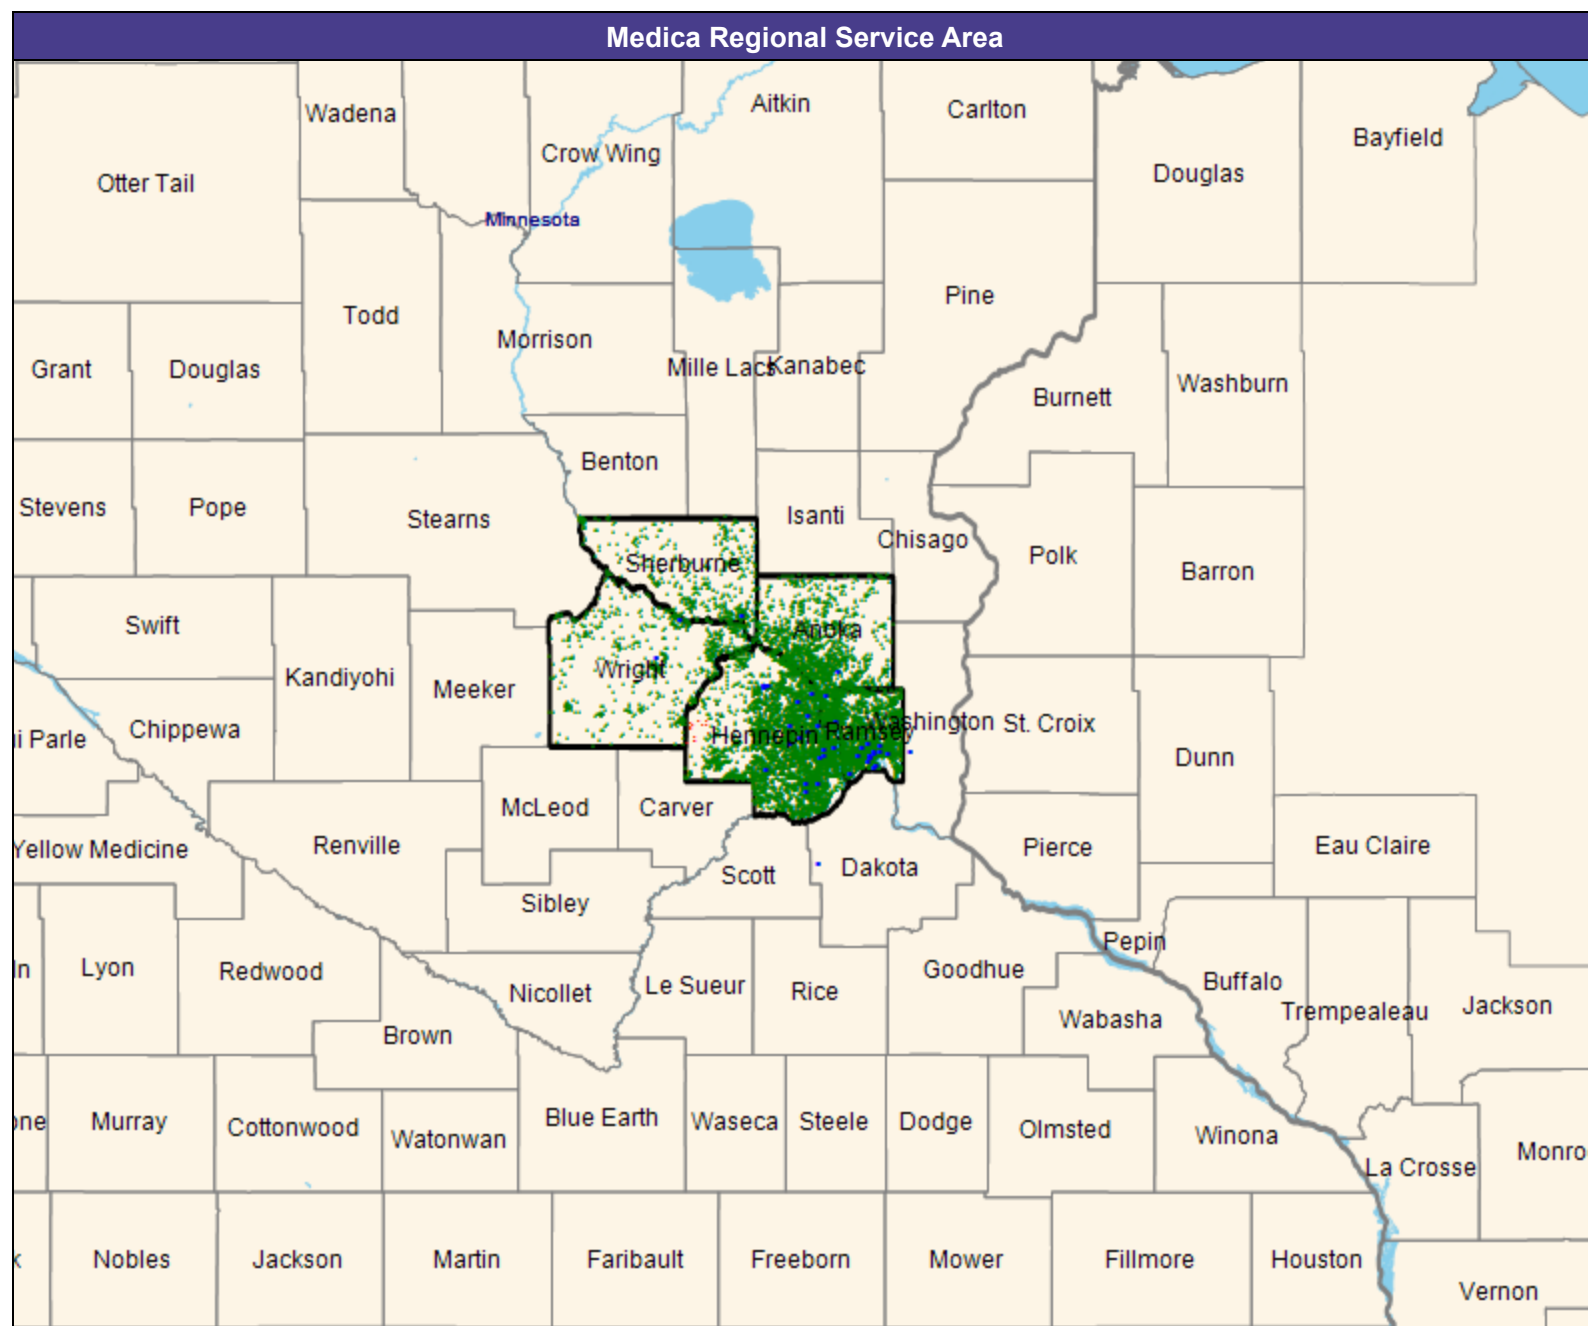 Medica Regional Service Area
Aitkin
Carlton
Wadena
Bayfield
Crow Wing
Douglas
Otter Tail
Minnesota
Pine
Todd
Morrison
Mille Lacs
Kanabec
Grant
Douglas
Washburn
Burnett
Benton
Stevens
Pope
Stearns
Isanti
Chisago
Polk
Barron
Sherburne
Swift
Anoka
Kandiyohi
Wright
Meeker
Chippewa
Hennepin
Ramsey
Washington
St. Croix
i Parle
Dunn
McLeod
Carver
Yellow Medicine
Renville
Pierce
Eau Claire
Scott
Dakota
Sibley
Pepin
ln
Lyon
Redwood
Nicollet
Le Sueur
Rice
Goodhue
Buffalo
Trempealeau
Jackson
Wabasha
Brown
one
Murray
Cottonwood
Watonwan
Blue Earth
Waseca
Steele
Dodge
Olmsted
Winona
La Crosse
Monro
x
Nobles
Jackson
Martin
Faribault
Freeborn
Mower
Fillmore
Houston
Vernon